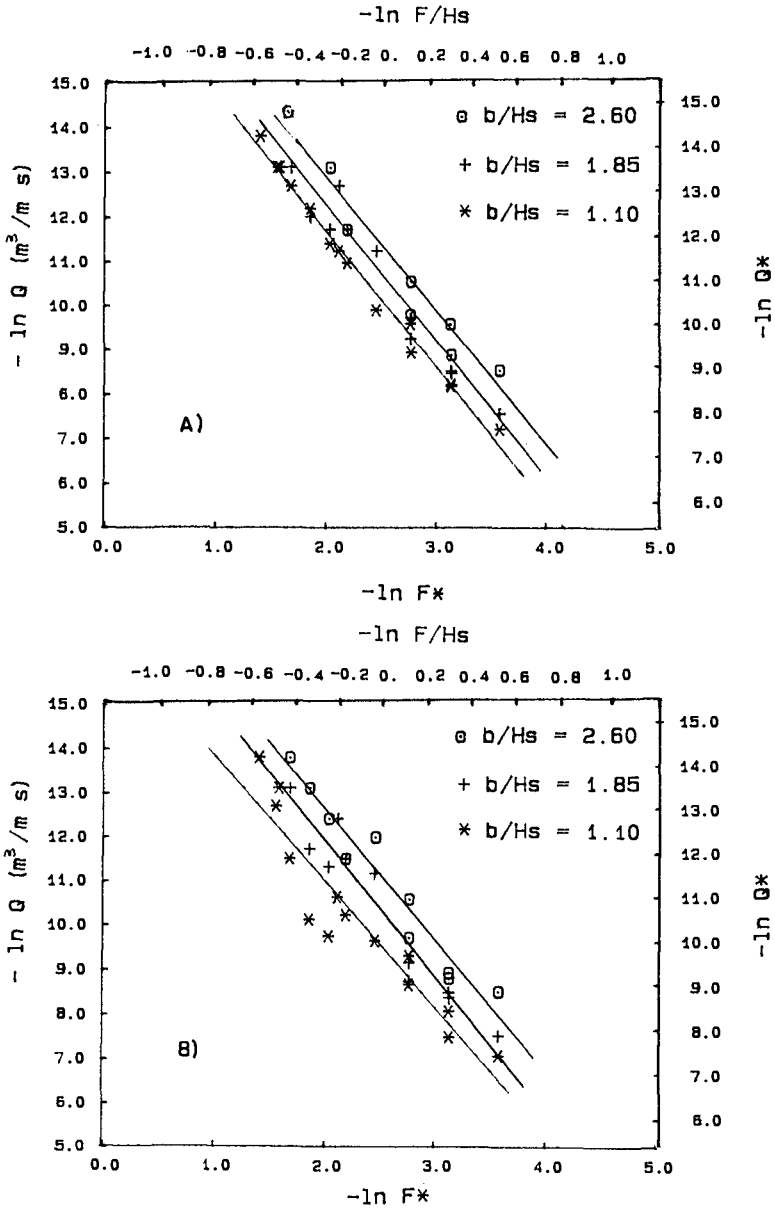 -ln F/Hs
-1.0 -0.8 -0.6 -0.4 -0.2 0.0 0.2 0.4 0.6 0.8 1.0
15.0
14.0
13.0
12.0
11.0
10.0
9.0
8.0
7.0
6.0
5.0
- ln Q (m³/m s)
⊙ b/Hs = 2.60
+ b/Hs = 1.85
* b/Hs = 1.10
A)
15.0
14.0
13.0
12.0
11.0
10.0
9.0
8.0
7.0
6.0
-ln Q*
0.0 1.0 2.0 3.0 4.0 5.0
-ln F*
-ln F/Hs
-1.0 -0.8 -0.6 -0.4 -0.2 0. 0.2 0.4 0.6 0.8 1.0
15.0
14.0
13.0
12.0
11.0
10.0
9.0
8.0
7.0
6.0
5.0
- ln Q (m³/m s)
⊙ b/Hs = 2.60
+ b/Hs = 1.85
* b/Hs = 1.10
B)
15.0
14.0
13.0
12.0
11.0
10.0
9.0
8.0
7.0
6.0
-ln Q*
0.0 1.0 2.0 3.0 4.0 5.0
-ln F*